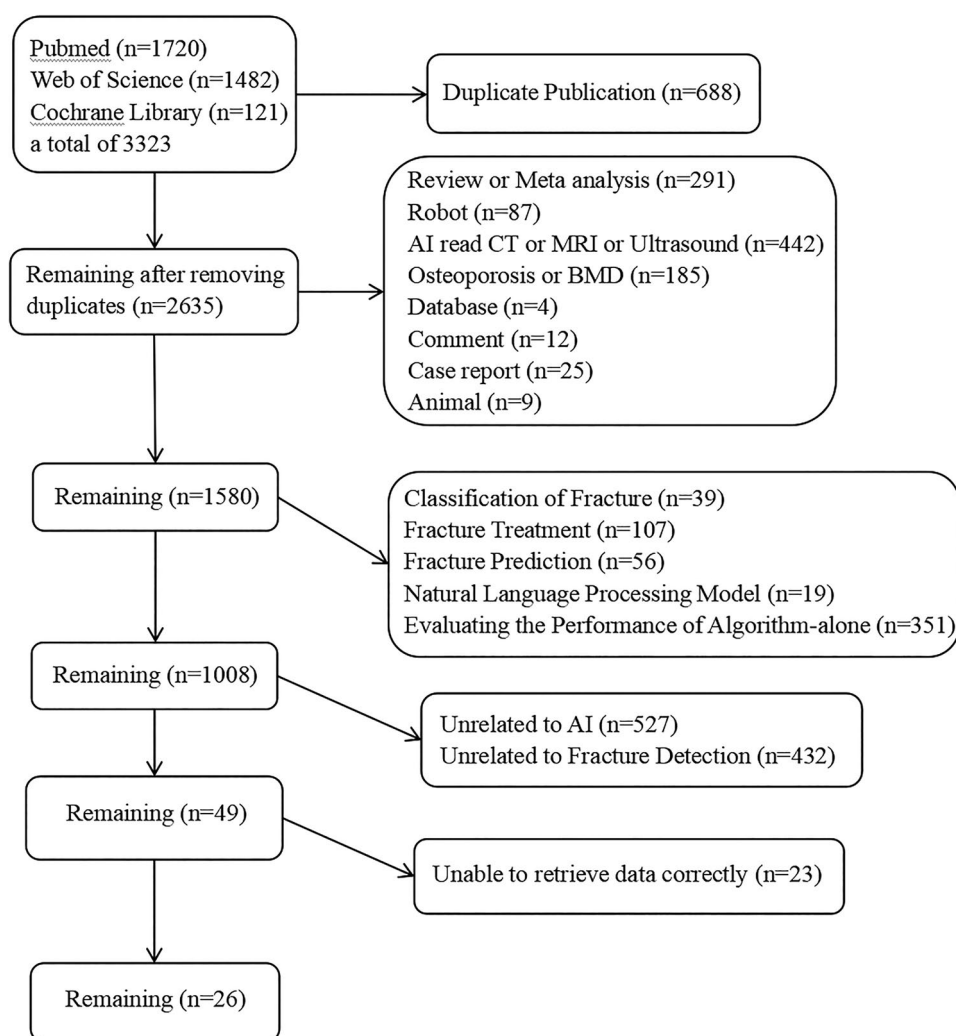 Pubmed (n=1720)
Web of Science (n=1482)
Cochrane Library (n=121)
a total of 3323
Duplicate Publication (n=688)
Remaining after removing
duplicates (n=2635)
Review or Meta analysis (n=291)
Robot (n=87)
AI read CT or MRI or Ultrasound (n=442)
Osteoporosis or BMD (n=185)
Database (n=4)
Comment (n=12)
Case report (n=25)
Animal (n=9)
Remaining (n=1580)
Classification of Fracture (n=39)
Fracture Treatment (n=107)
Fracture Prediction (n=56)
Natural Language Processing Model (n=19)
Evaluating the Performance of Algorithm-alone (n=351)
Remaining (n=1008)
Unrelated to AI (n=527)
Unrelated to Fracture Detection (n=432)
Remaining (n=49)
Unable to retrieve data correctly (n=23)
Remaining (n=26)